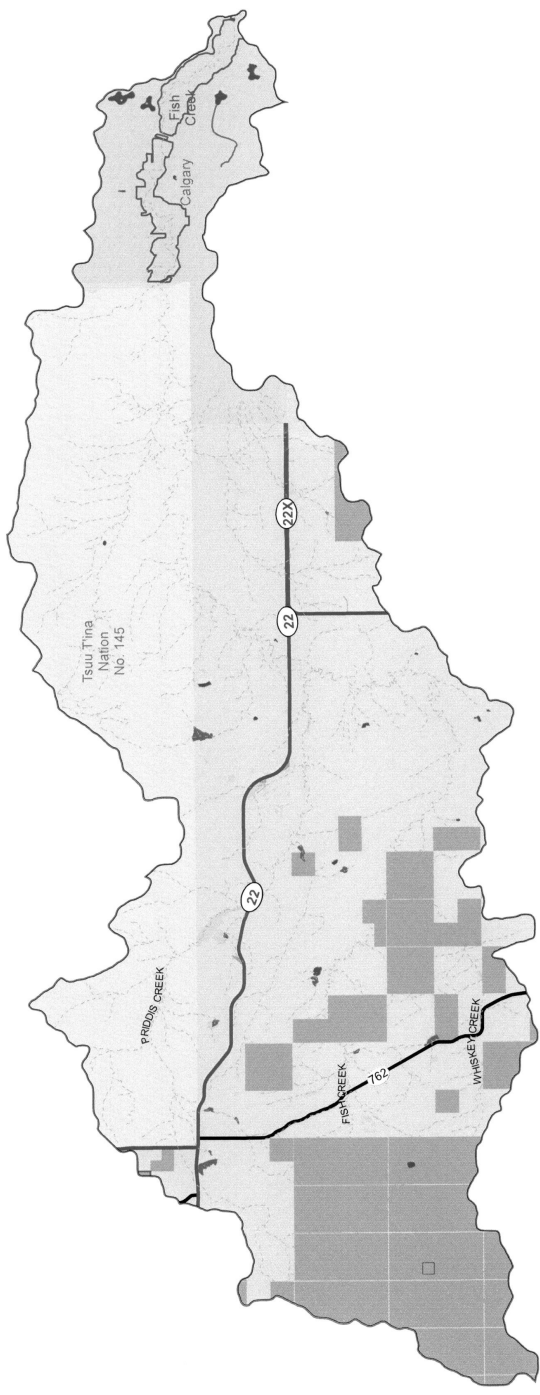 Fish
Creek
Calgary
22X
22
Tsuu T'ina
Nation
No. 145
22
PRIDDIS CREEK
FISH CREEK
762
WHISKEY CREEK